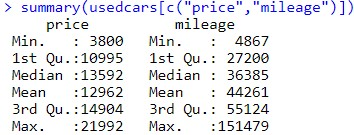 > summary(usedcars[c("price","mileage")])
     price          mileage
 Min.   : 3800   Min.   :  4867
 1st Qu.:10995   1st Qu.: 27200
 Median :13592   Median : 36385
 Mean   :12962   Mean   : 44261
 3rd Qu.:14904   3rd Qu.: 55124
 Max.   :21992   Max.   :151479